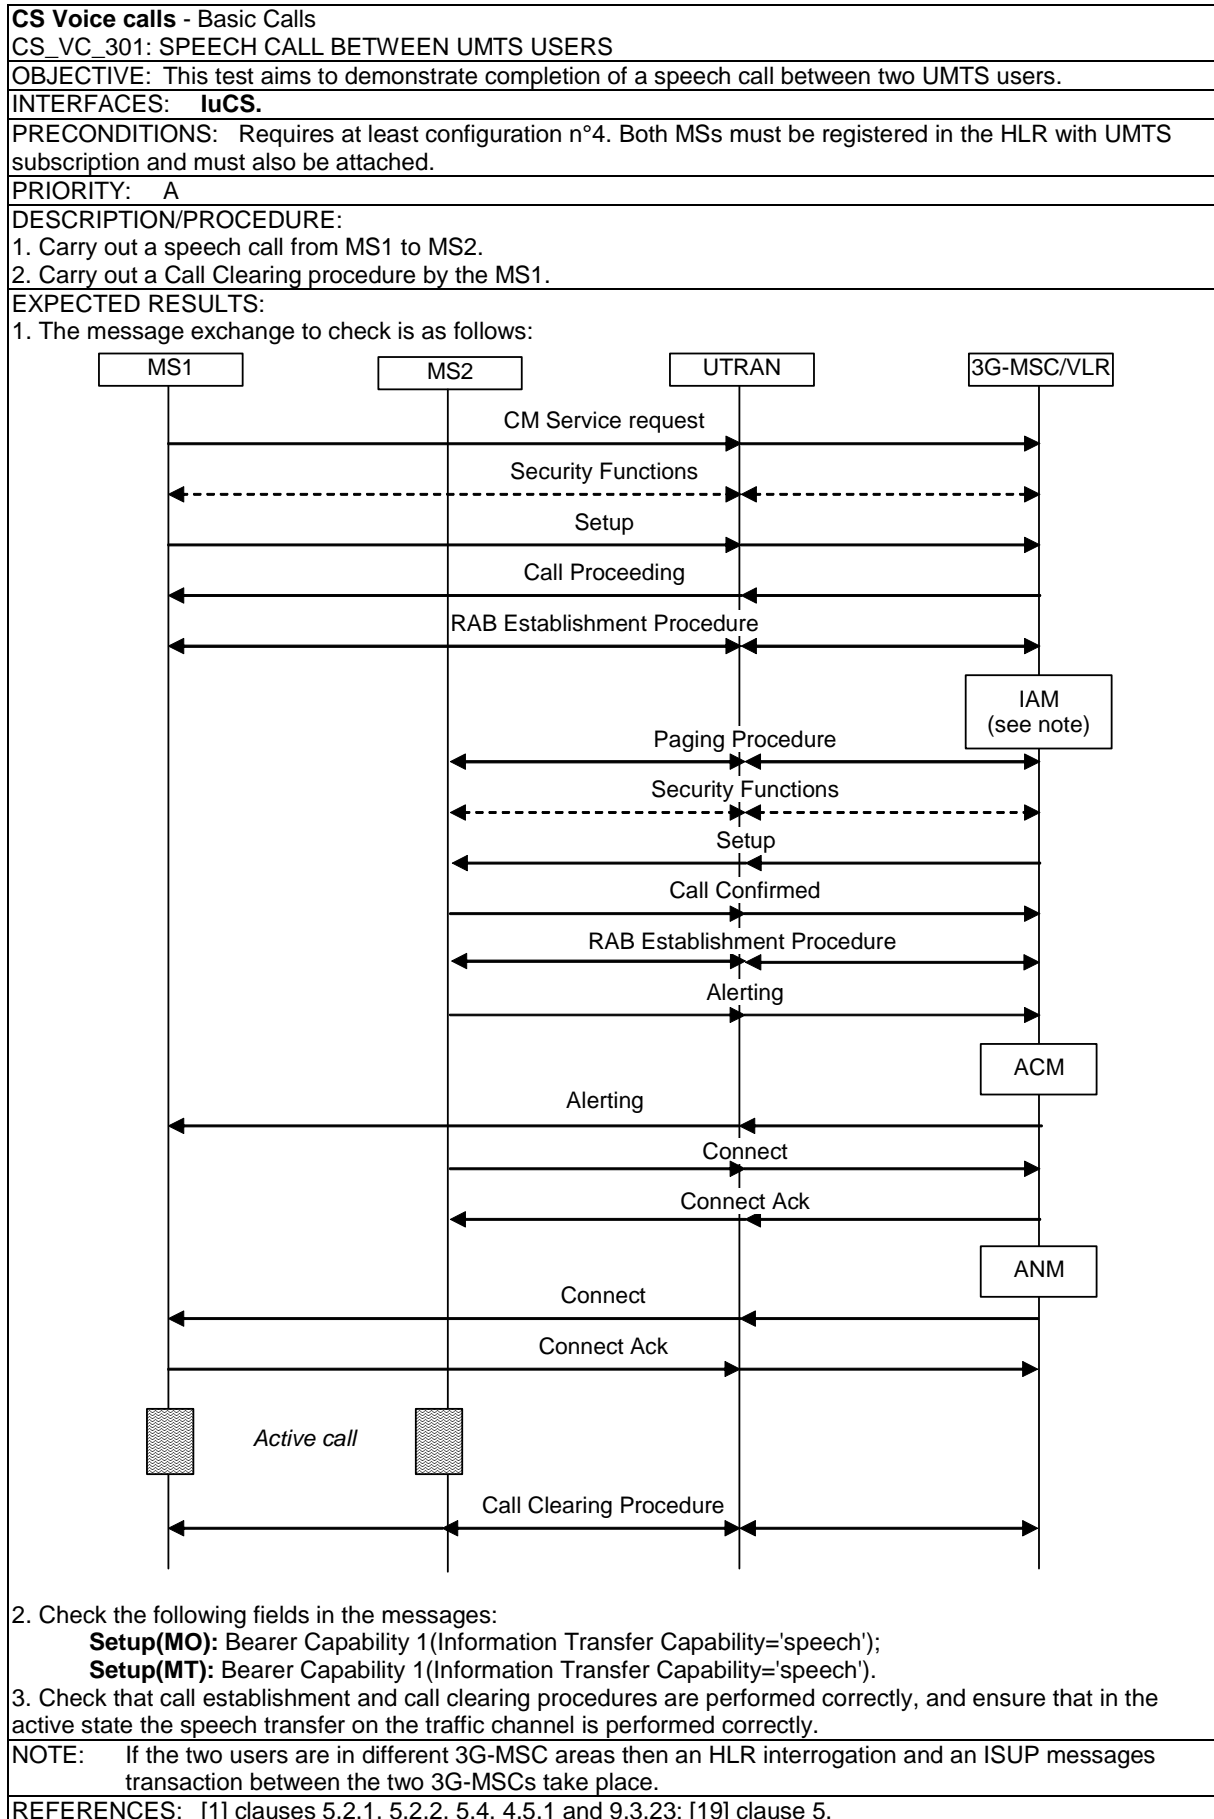 CS Voice calls - Basic Calls
CS_VC_301: SPEECH CALL BETWEEN UMTS USERS
OBJECTIVE: This test aims to demonstrate completion of a speech call between two UMTS users.
INTERFACES: IuCS.
PRECONDITIONS: Requires at least configuration n°4. Both MSs must be registered in the HLR with UMTS
subscription and must also be attached.
PRIORITY: A
DESCRIPTION/PROCEDURE:
1. Carry out a speech call from MS1 to MS2.
2. Carry out a Call Clearing procedure by the MS1.
EXPECTED RESULTS:
1. The message exchange to check is as follows:
MS1 MS2 UTRAN 3G-MSC/VLR
CM Service request
Security Functions
Setup
Call Proceeding
RAB Establishment Procedure
IAM
(see note)
Paging Procedure
Security Functions
Setup
Call Confirmed
RAB Establishment Procedure
Alerting
ACM
Alerting
Connect
Connect Ack
ANM
Connect
Connect Ack
Active call
Call Clearing Procedure
2. Check the following fields in the messages:
Setup(MO): Bearer Capability 1(Information Transfer Capability='speech');
Setup(MT): Bearer Capability 1(Information Transfer Capability='speech').
3. Check that call establishment and call clearing procedures are performed correctly, and ensure that in the
active state the speech transfer on the traffic channel is performed correctly.
NOTE: If the two users are in different 3G-MSC areas then an HLR interrogation and an ISUP messages
transaction between the two 3G-MSCs take place.
REFERENCES: [1] clauses 5.2.1, 5.2.2, 5.4, 4.5.1 and 9.3.23; [19] clause 5.